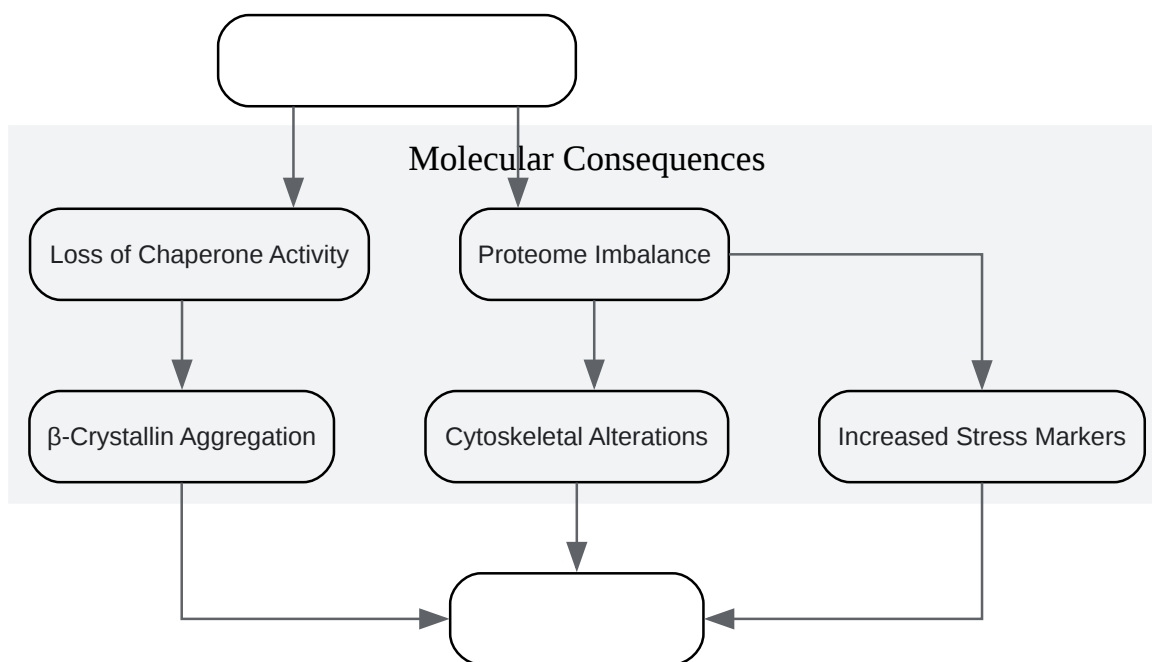 Molecular Consequences
Loss of Chaperone Activity
Proteome Imbalance
β-Crystallin Aggregation
Cytoskeletal Alterations
Increased Stress Markers